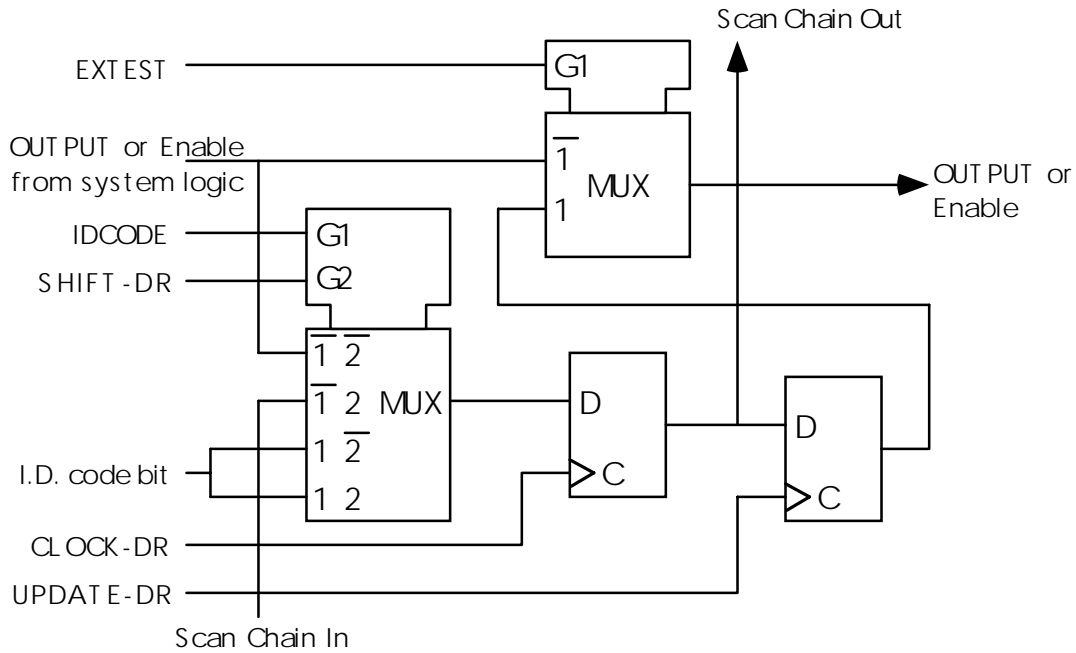 Scan Chain Out
EXTEST
G1
OUTPUT or Enable
from system logic
1̅
MUX
1
OUTPUT or
Enable
IDCODE
G1
SHIFT-DR
G2
1̅ 2̅
1̅ 2 MUX
1 2̅
1 2
D
C
D
C
I.D. code bit
CLOCK-DR
UPDATE-DR
Scan Chain In